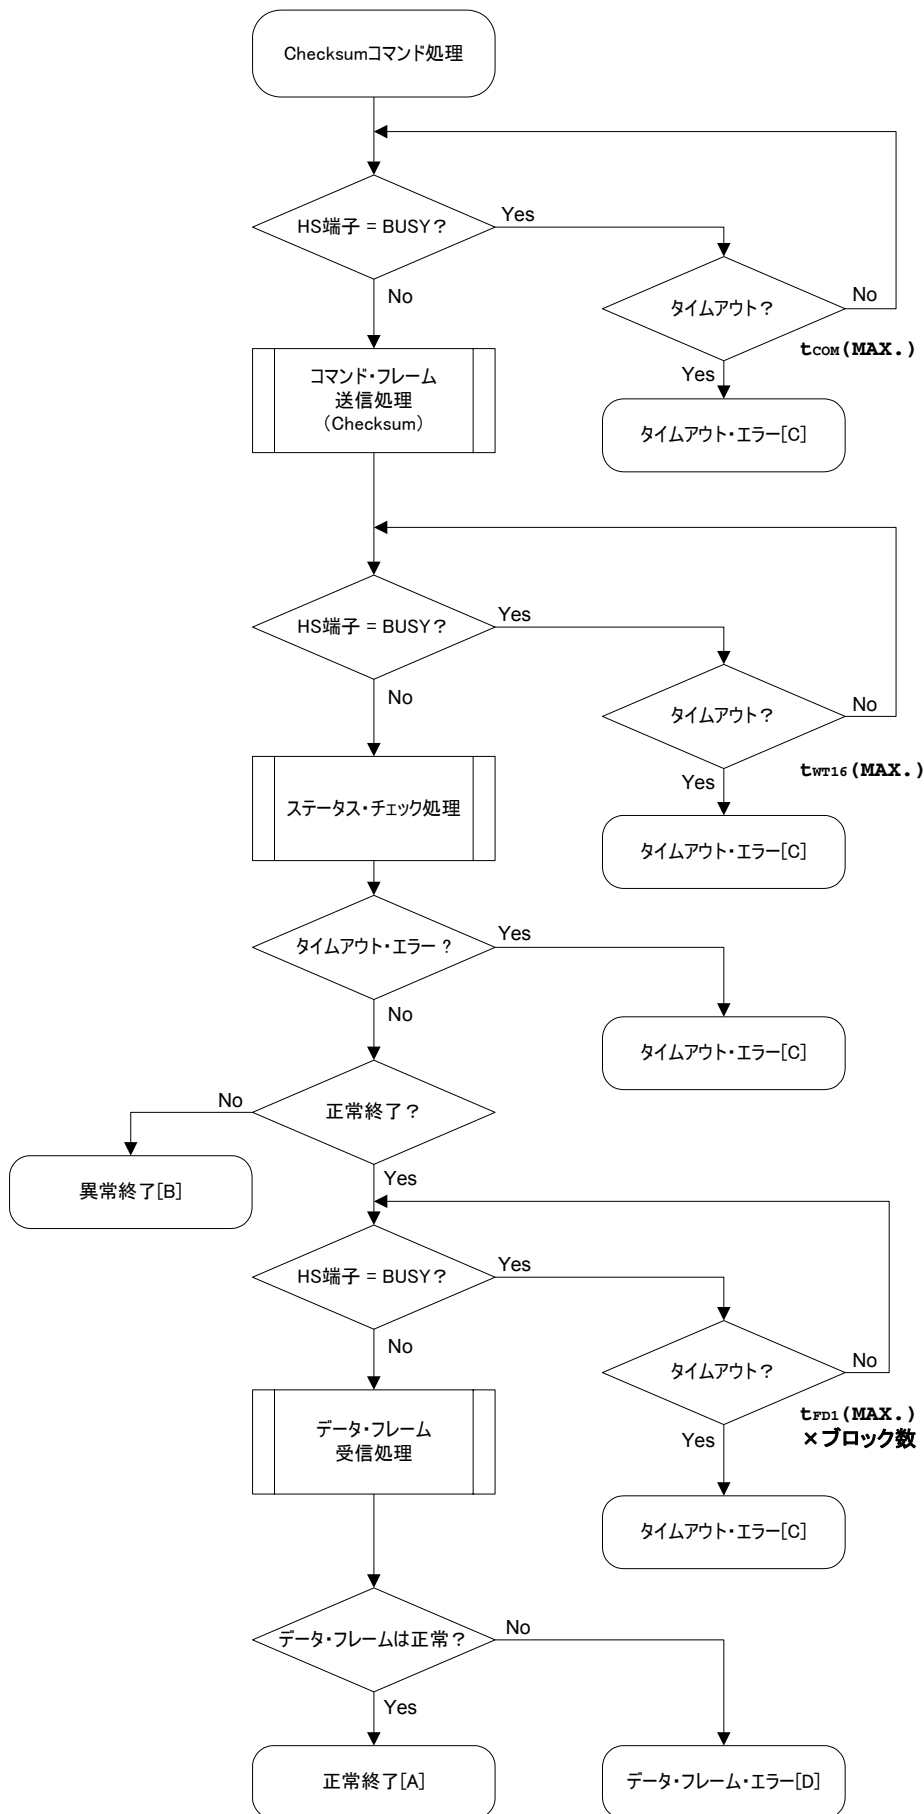 Checksumコマンド処理
HS端子 = BUSY?
Yes
No
タイムアウト?
No
tCOM(MAX.)
Yes
コマンド・フレーム
送信処理
(Checksum)
タイムアウト・エラー[C]
HS端子 = BUSY?
Yes
No
タイムアウト?
No
tWT16(MAX.)
Yes
ステータス・チェック処理
タイムアウト・エラー[C]
タイムアウト・エラー?
Yes
No
タイムアウト・エラー[C]
正常終了?
No
Yes
異常終了[B]
HS端子 = BUSY?
Yes
No
タイムアウト?
No
tFD1(MAX.)
×ブロック数
Yes
データ・フレーム
受信処理
タイムアウト・エラー[C]
データ・フレームは正常?
No
Yes
正常終了[A]
データ・フレーム・エラー[D]